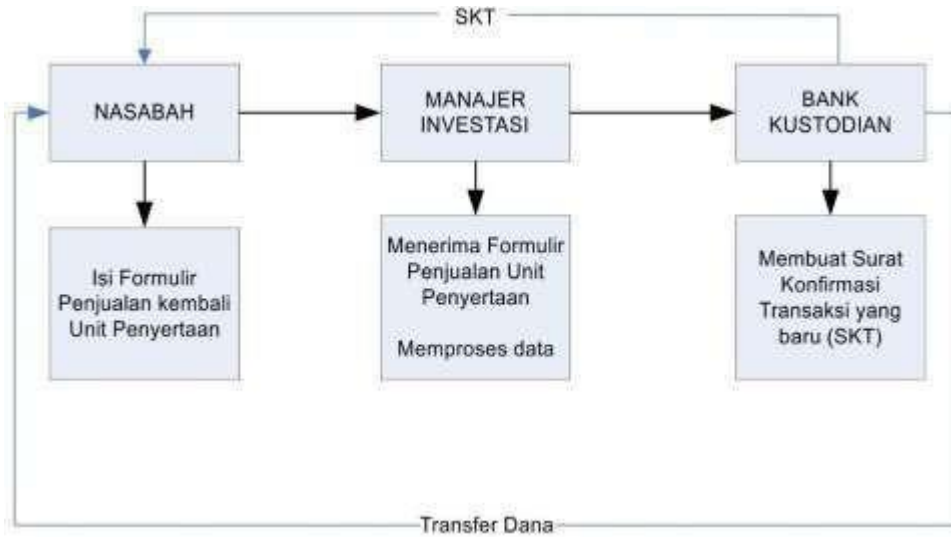 SKT
NASABAH
MANAJER
INVESTASI
BANK
KUSTODIAN
Isi Formulir
Penjualan kembali
Unit Penyertaan
Menerima Formulir
Penjualan Unit
Penyertaan
Memproses data
Membuat Surat
Konfirmasi
Transaksi yang
baru (SKT)
Transfer Dana